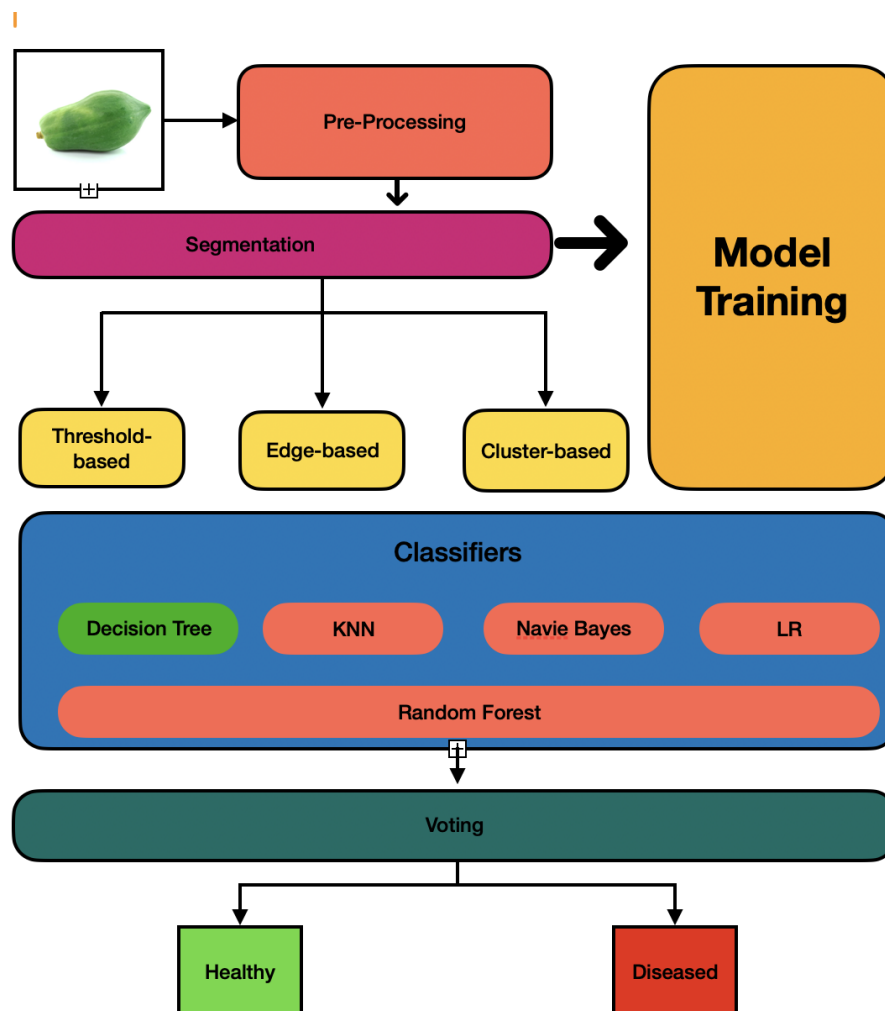 Pre-Processing
Segmentation
Model
Training
Threshold-
based
Edge-based
Cluster-based
Classifiers
Decision Tree
KNN
Navie Bayes
LR
Random Forest
Voting
Healthy
Diseased